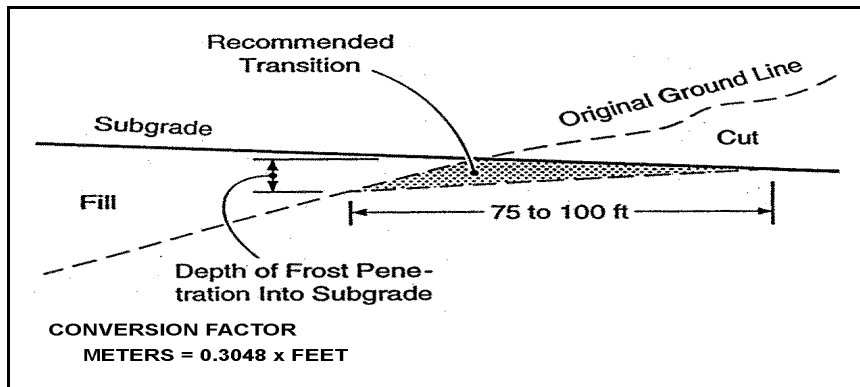 Recommended
Transition
Original Ground Line
Subgrade
Cut
Fill
75 to 100 ft
Depth of Frost Pene-
tration Into Subgrade
CONVERSION FACTOR
METERS = 0.3048 x FEET